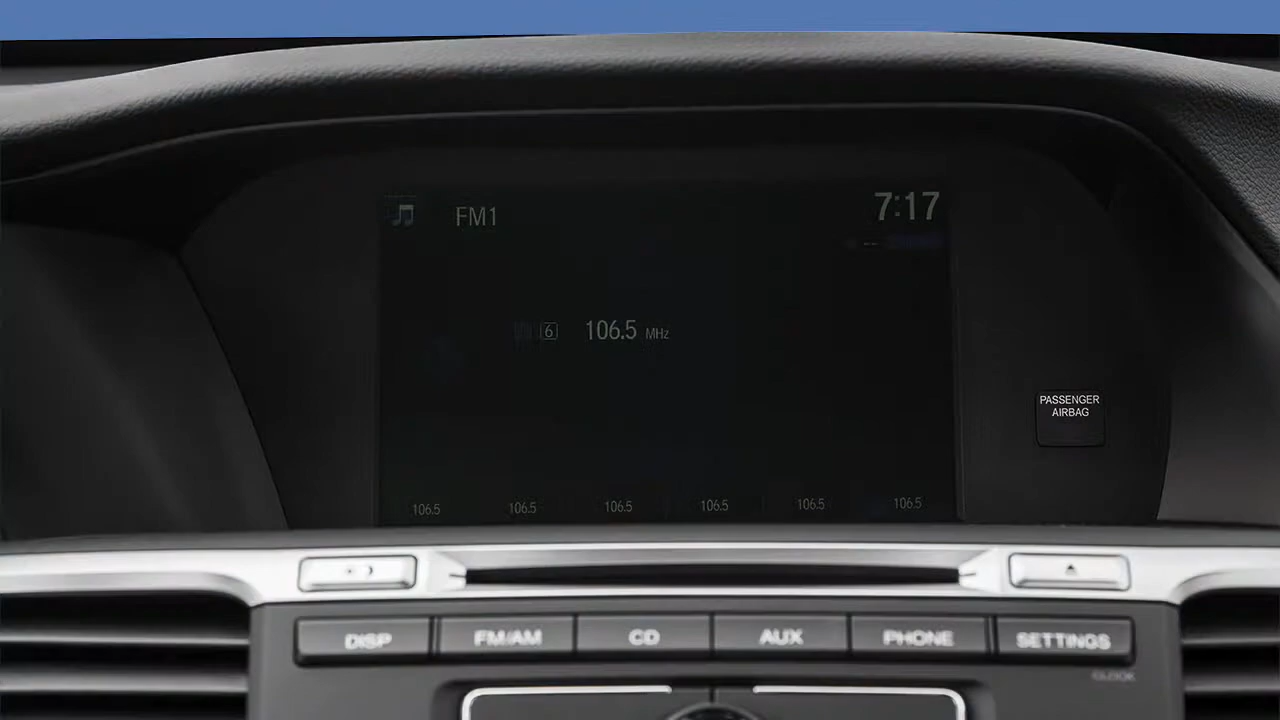 FM1
7:17
6 106.5 MHz
PASSENGER
AIRBAG
106.5 106.5 106.5 106.5 106.5 106.5
DISP FM/AM CD AUX PHONE SETTINGS
CLOCK